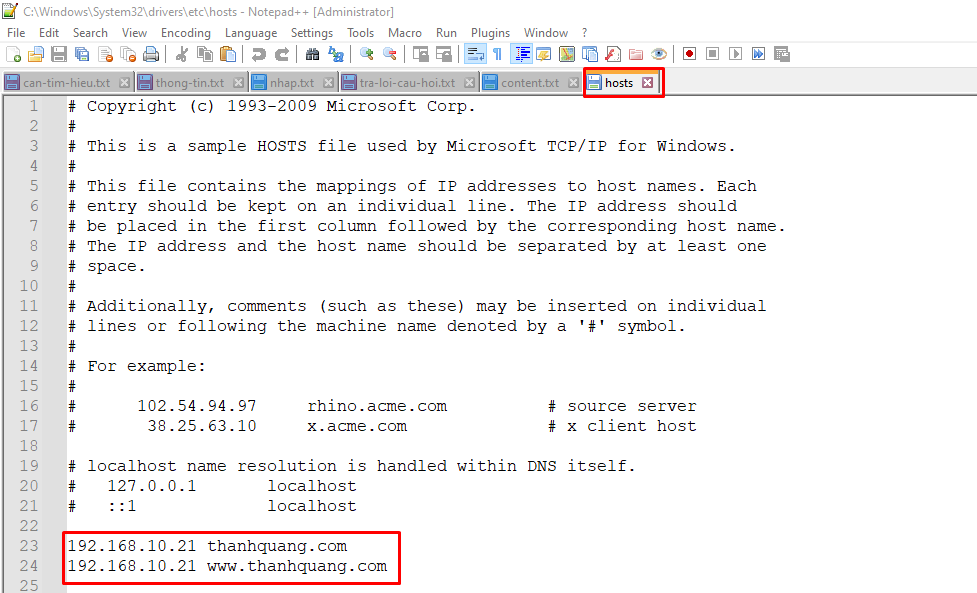 C:\Windows\System32\drivers\etc\hosts - Notepad++ [Administrator]
File Edit Search View Encoding Language Settings Tools Macro Run Plugins Window ?
can-tim-hieu.txt thong-tin.txt nhap.txt tra-loi-cau-hoi.txt content.txt hosts
1 # Copyright (c) 1993-2009 Microsoft Corp.
2 #
3 # This is a sample HOSTS file used by Microsoft TCP/IP for Windows.
4 #
5 # This file contains the mappings of IP addresses to host names. Each
6 # entry should be kept on an individual line. The IP address should
7 # be placed in the first column followed by the corresponding host name.
8 # The IP address and the host name should be separated by at least one
9 # space.
10 #
11 # Additionally, comments (such as these) may be inserted on individual
12 # lines or following the machine name denoted by a '#' symbol.
13 #
14 # For example:
15 #
16 # 102.54.94.97 rhino.acme.com # source server
17 # 38.25.63.10 x.acme.com # x client host
18
19 # localhost name resolution is handled within DNS itself.
20 # 127.0.0.1 localhost
21 # ::1 localhost
22
23 192.168.10.21 thanhquang.com
24 192.168.10.21 www.thanhquang.com
25